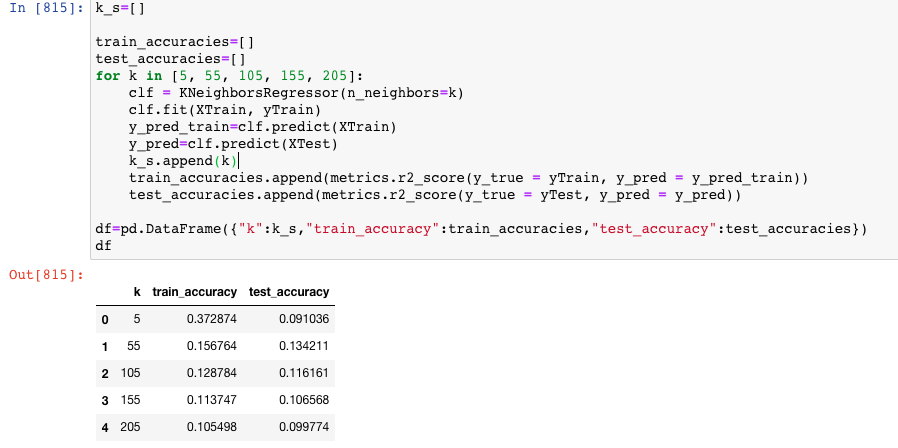 In [815]: k_s=[]
train_accuracies=[]
test_accuracies=[]
for k in [5, 55, 105, 155, 205]:
    clf = KNeighborsRegressor(n_neighbors=k)
    clf.fit(XTrain, yTrain)
    y_pred_train=clf.predict(XTrain)
    y_pred=clf.predict(XTest)
    k_s.append(k)
    train_accuracies.append(metrics.r2_score(y_true = yTrain, y_pred = y_pred_train))
    test_accuracies.append(metrics.r2_score(y_true = yTest, y_pred = y_pred))
df=pd.DataFrame({"k":k_s,"train_accuracy":train_accuracies,"test_accuracy":test_accuracies})
df
Out[815]:
k train_accuracy test_accuracy
0 5 0.372874 0.091036
1 55 0.156764 0.134211
2 105 0.128784 0.116161
3 155 0.113747 0.106568
4 205 0.105498 0.099774